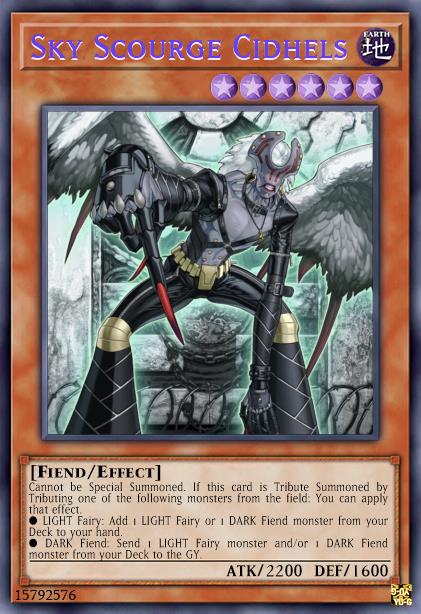 SKY SCOURGE CIDHELS
EARTH
地
[FIEND/EFFECT]
Cannot be Special Summoned. If this card is Tribute Summoned by
Tributing one of the following monsters from the field: You can apply
that effect.
● LIGHT Fairy: Add 1 LIGHT Fairy or 1 DARK Fiend monster from your
Deck to your hand.
● DARK Fiend: Send 1 LIGHT Fairy monster and/or 1 DARK Fiend
monster from your Deck to the GY.
ATK/2200 DEF/1600
15792576